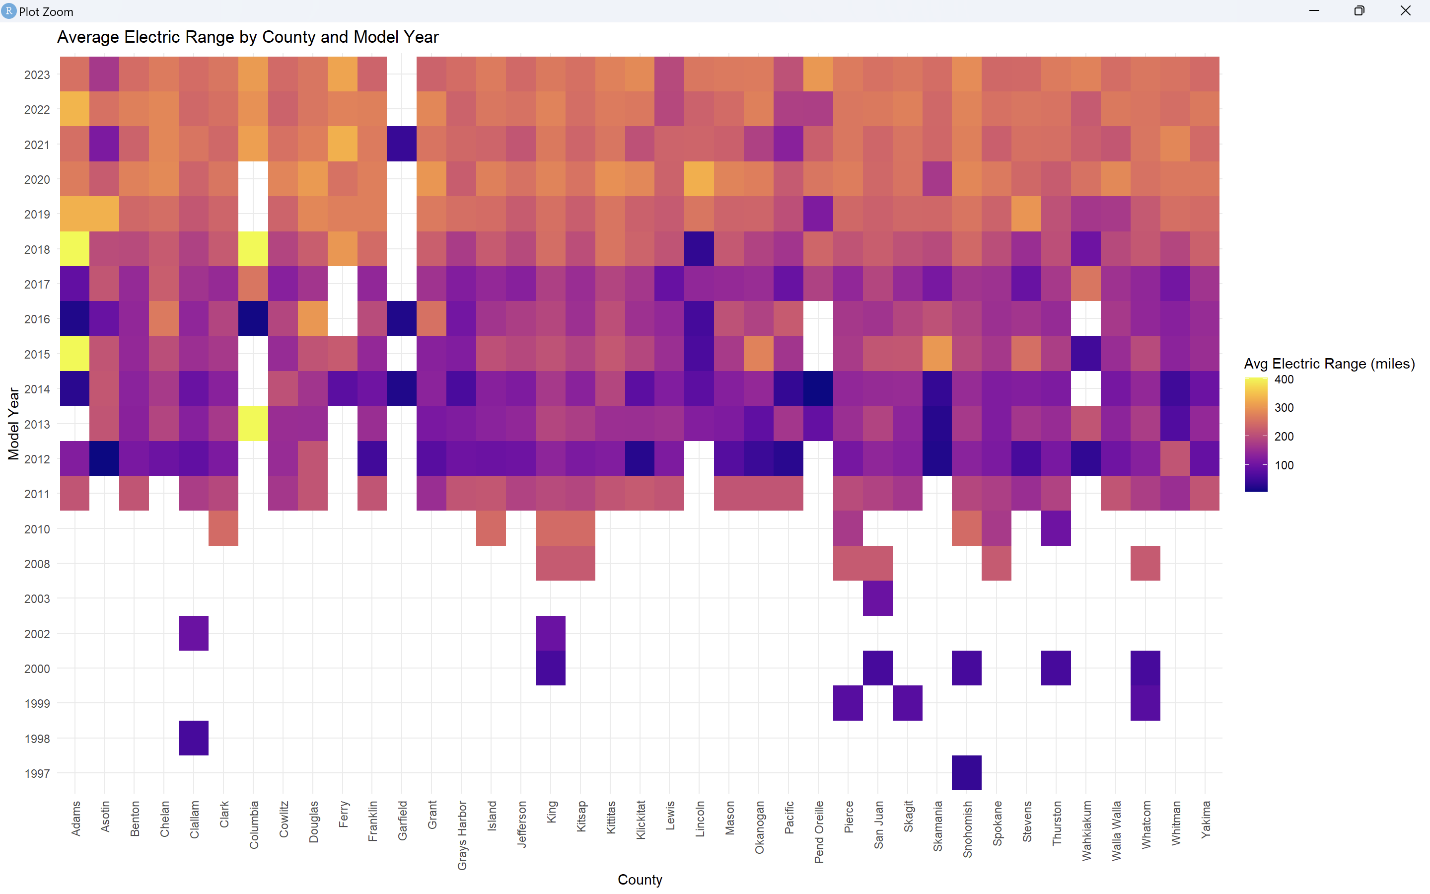 R Plot Zoom
Average Electric Range by County and Model Year
2023
2022
2021
2020
2019
2018
2017
2016
2015
2014
2013
2012
2011
2010
2008
2003
2002
2000
1999
1998
1997
Model Year
Adams
Asotin
Benton
Chelan
Clallam
Clark
Columbia
Cowlitz
Douglas
Ferry
Franklin
Garfield
Grant
Grays Harbor
Island
Jefferson
King
Kitsap
Kittitas
Klickitat
Lewis
Lincoln
Mason
Okanogan
Pacific
Pend Oreille
Pierce
San Juan
Skagit
Skamania
Snohomish
Spokane
Stevens
Thurston
Wahkiakum
Walla Walla
Whatcom
Whitman
Yakima
County
Avg Electric Range (miles)
400
300
200
100